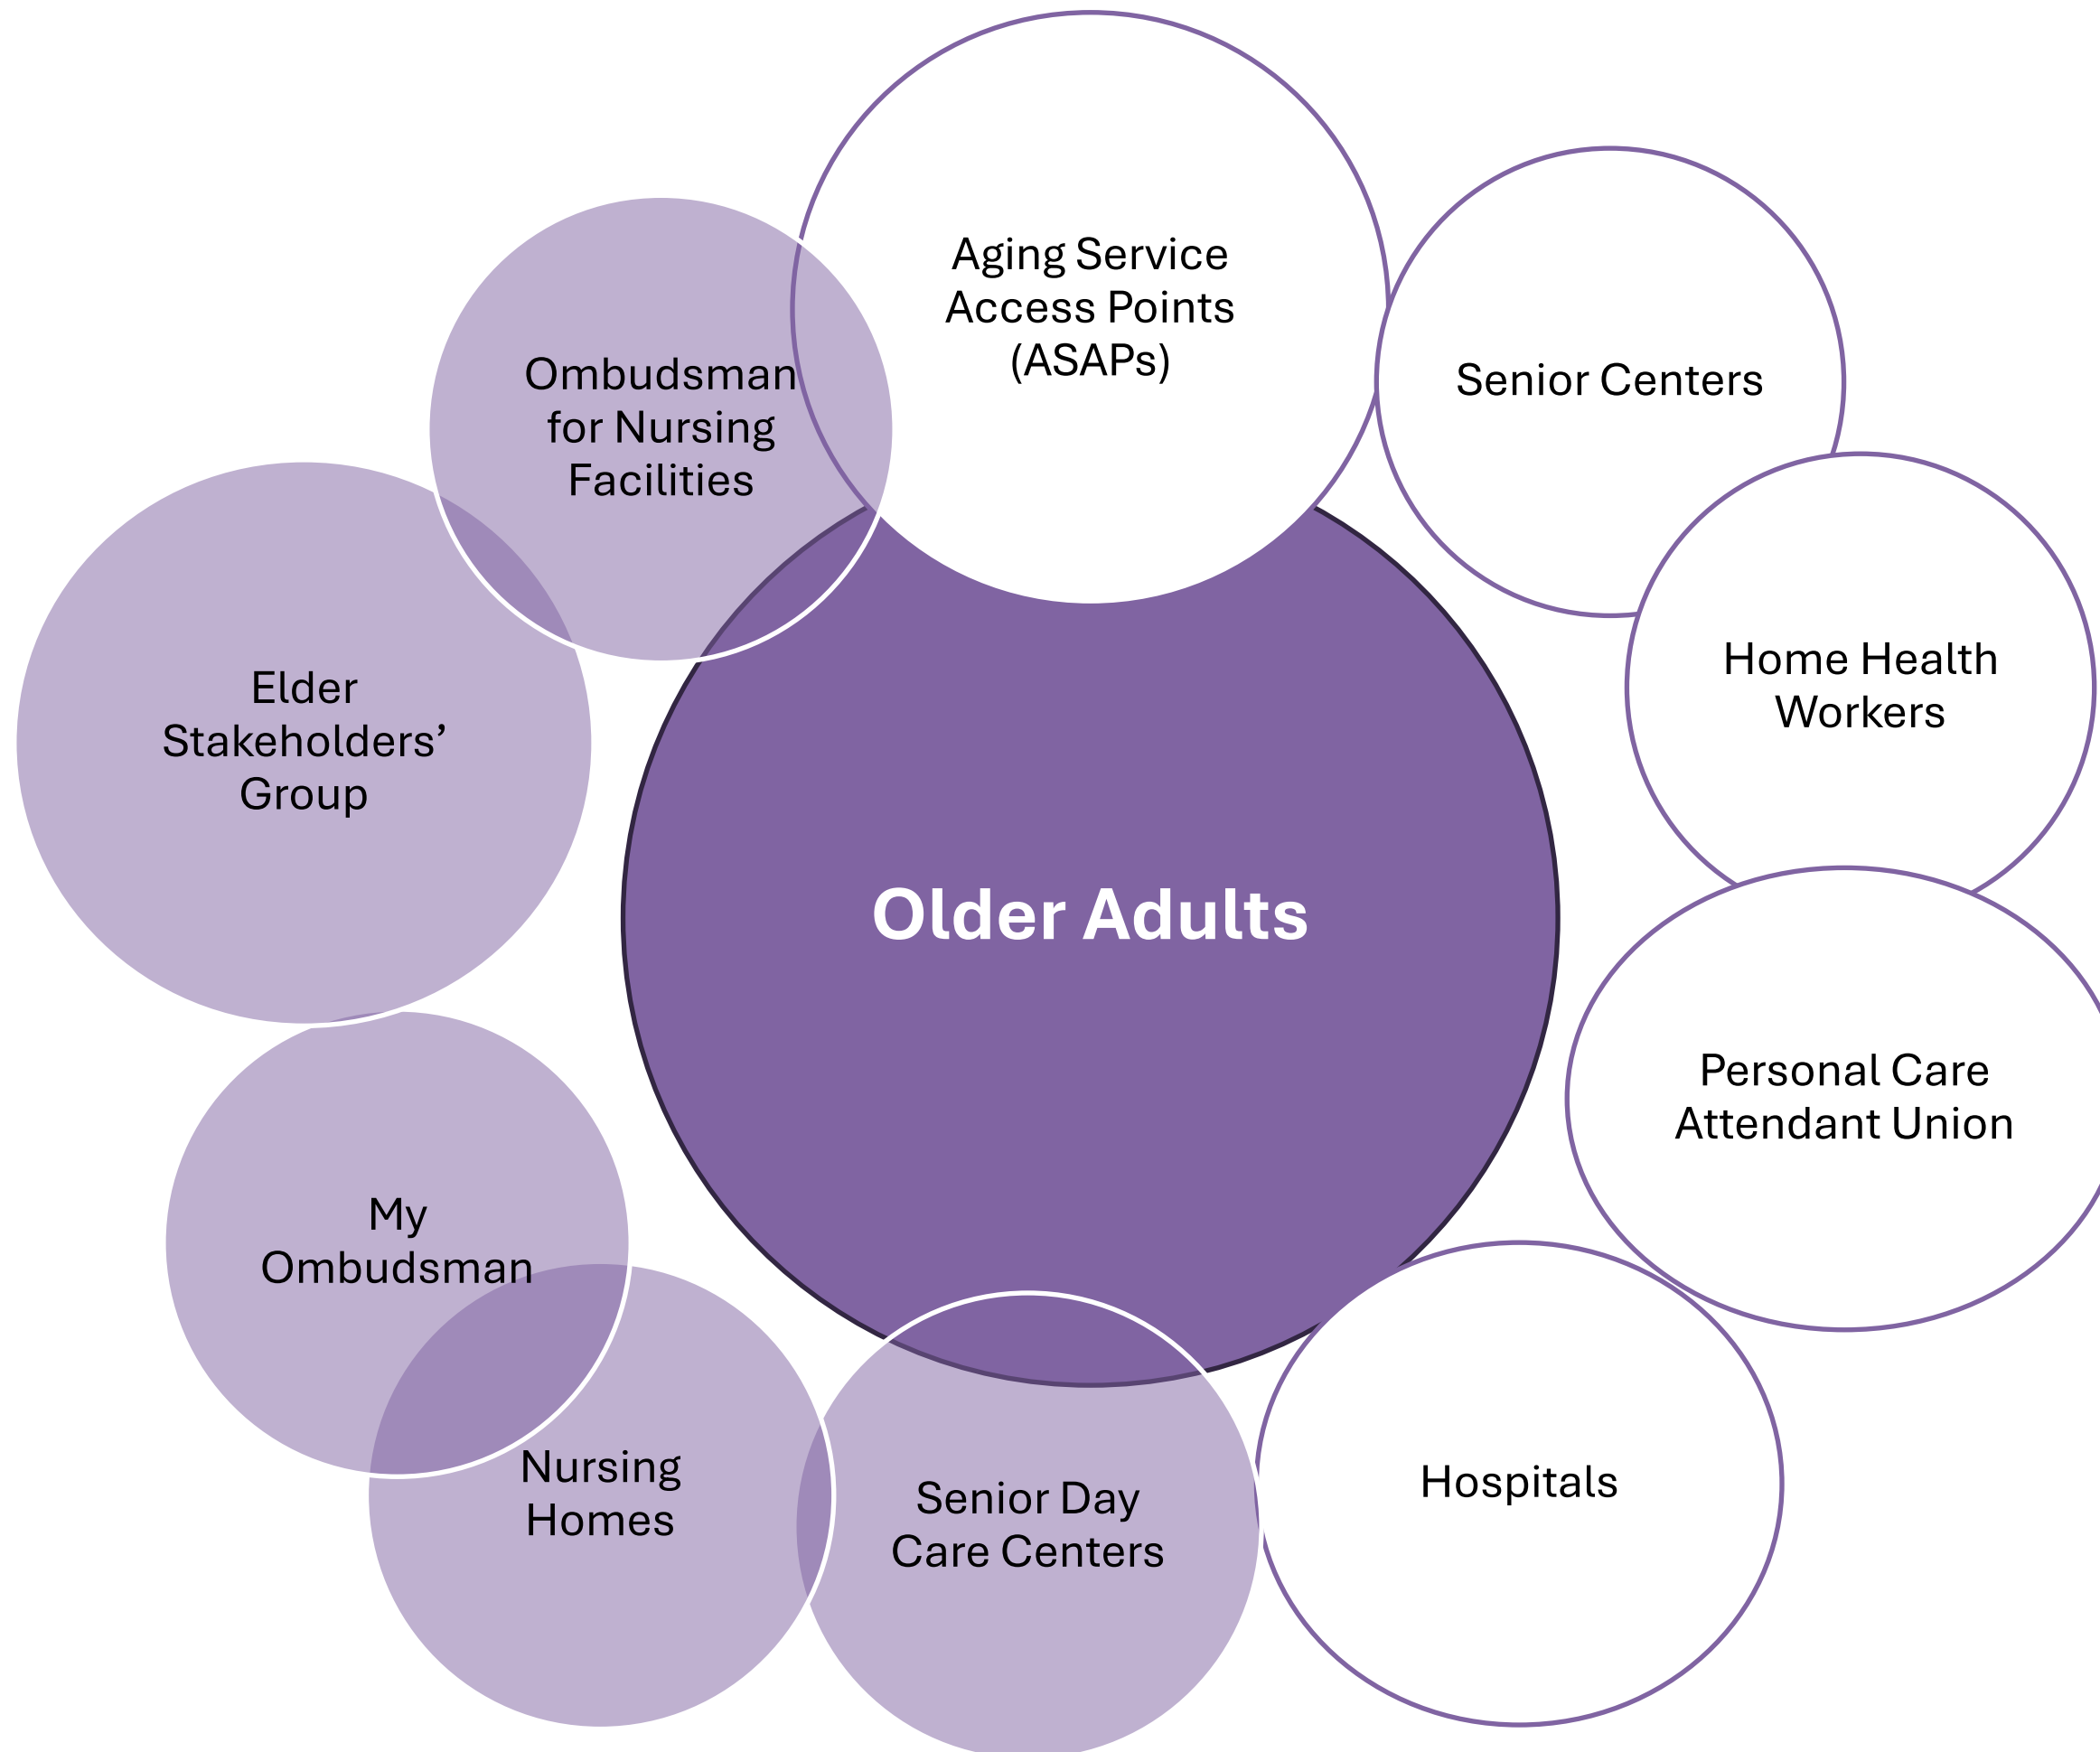 Aging Service
Access Points
(ASAPs)
Senior Centers
Ombudsman
for Nursing
Facilities
Home Health
Workers
Elder
Stakeholders’
Group
Older Adults
Personal Care
Attendant Union
My
Ombudsman
Nursing
Homes
Senior Day
Care Centers
Hospitals